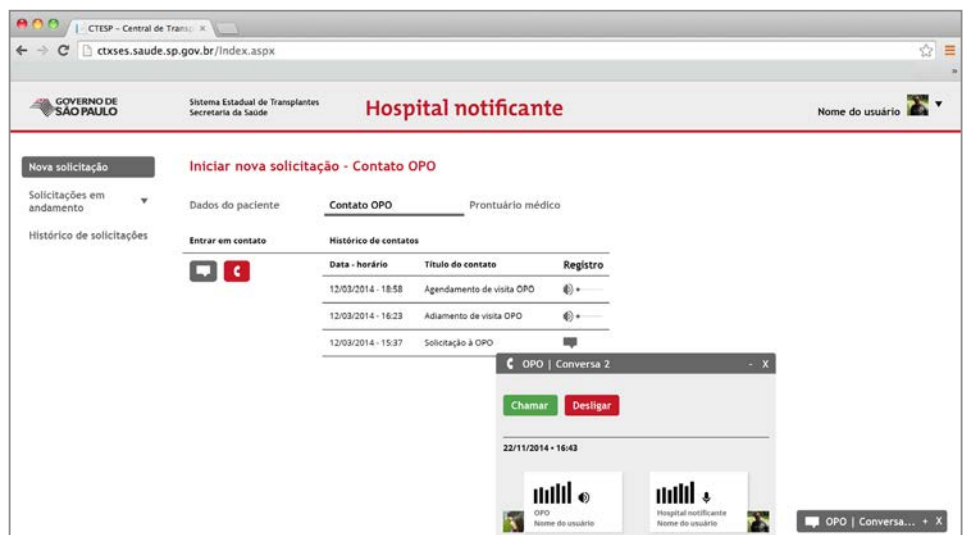 CTESP - Central de Transp
ctxses.saude.sp.gov.br/Index.aspx
GOVERNO DE
SÃO PAULO
Sistema Estadual de Transplantes
Secretaria da Saúde
Hospital notificante
Nome do usuário
Nova solicitação
Iniciar nova solicitação - Contato OPO
Solicitações em
andamento
Histórico de solicitações
Dados do paciente
Contato OPO
Prontuário médico
Entrar em contato
Histórico de contatos
Data - horário Título do contato Registro
12/03/2014 - 18:58 Agendamento de visita OPO
12/03/2014 - 16:23 Adiamento de visita OPO
12/03/2014 - 15:37 Solicitação à OPO
OPO | Conversa 2 - X
Chamar Desligar
22/11/2014 • 16:43
OPO
Nome do usuário
Hospital notificante
Nome do usuário
OPO | Conversa... + X